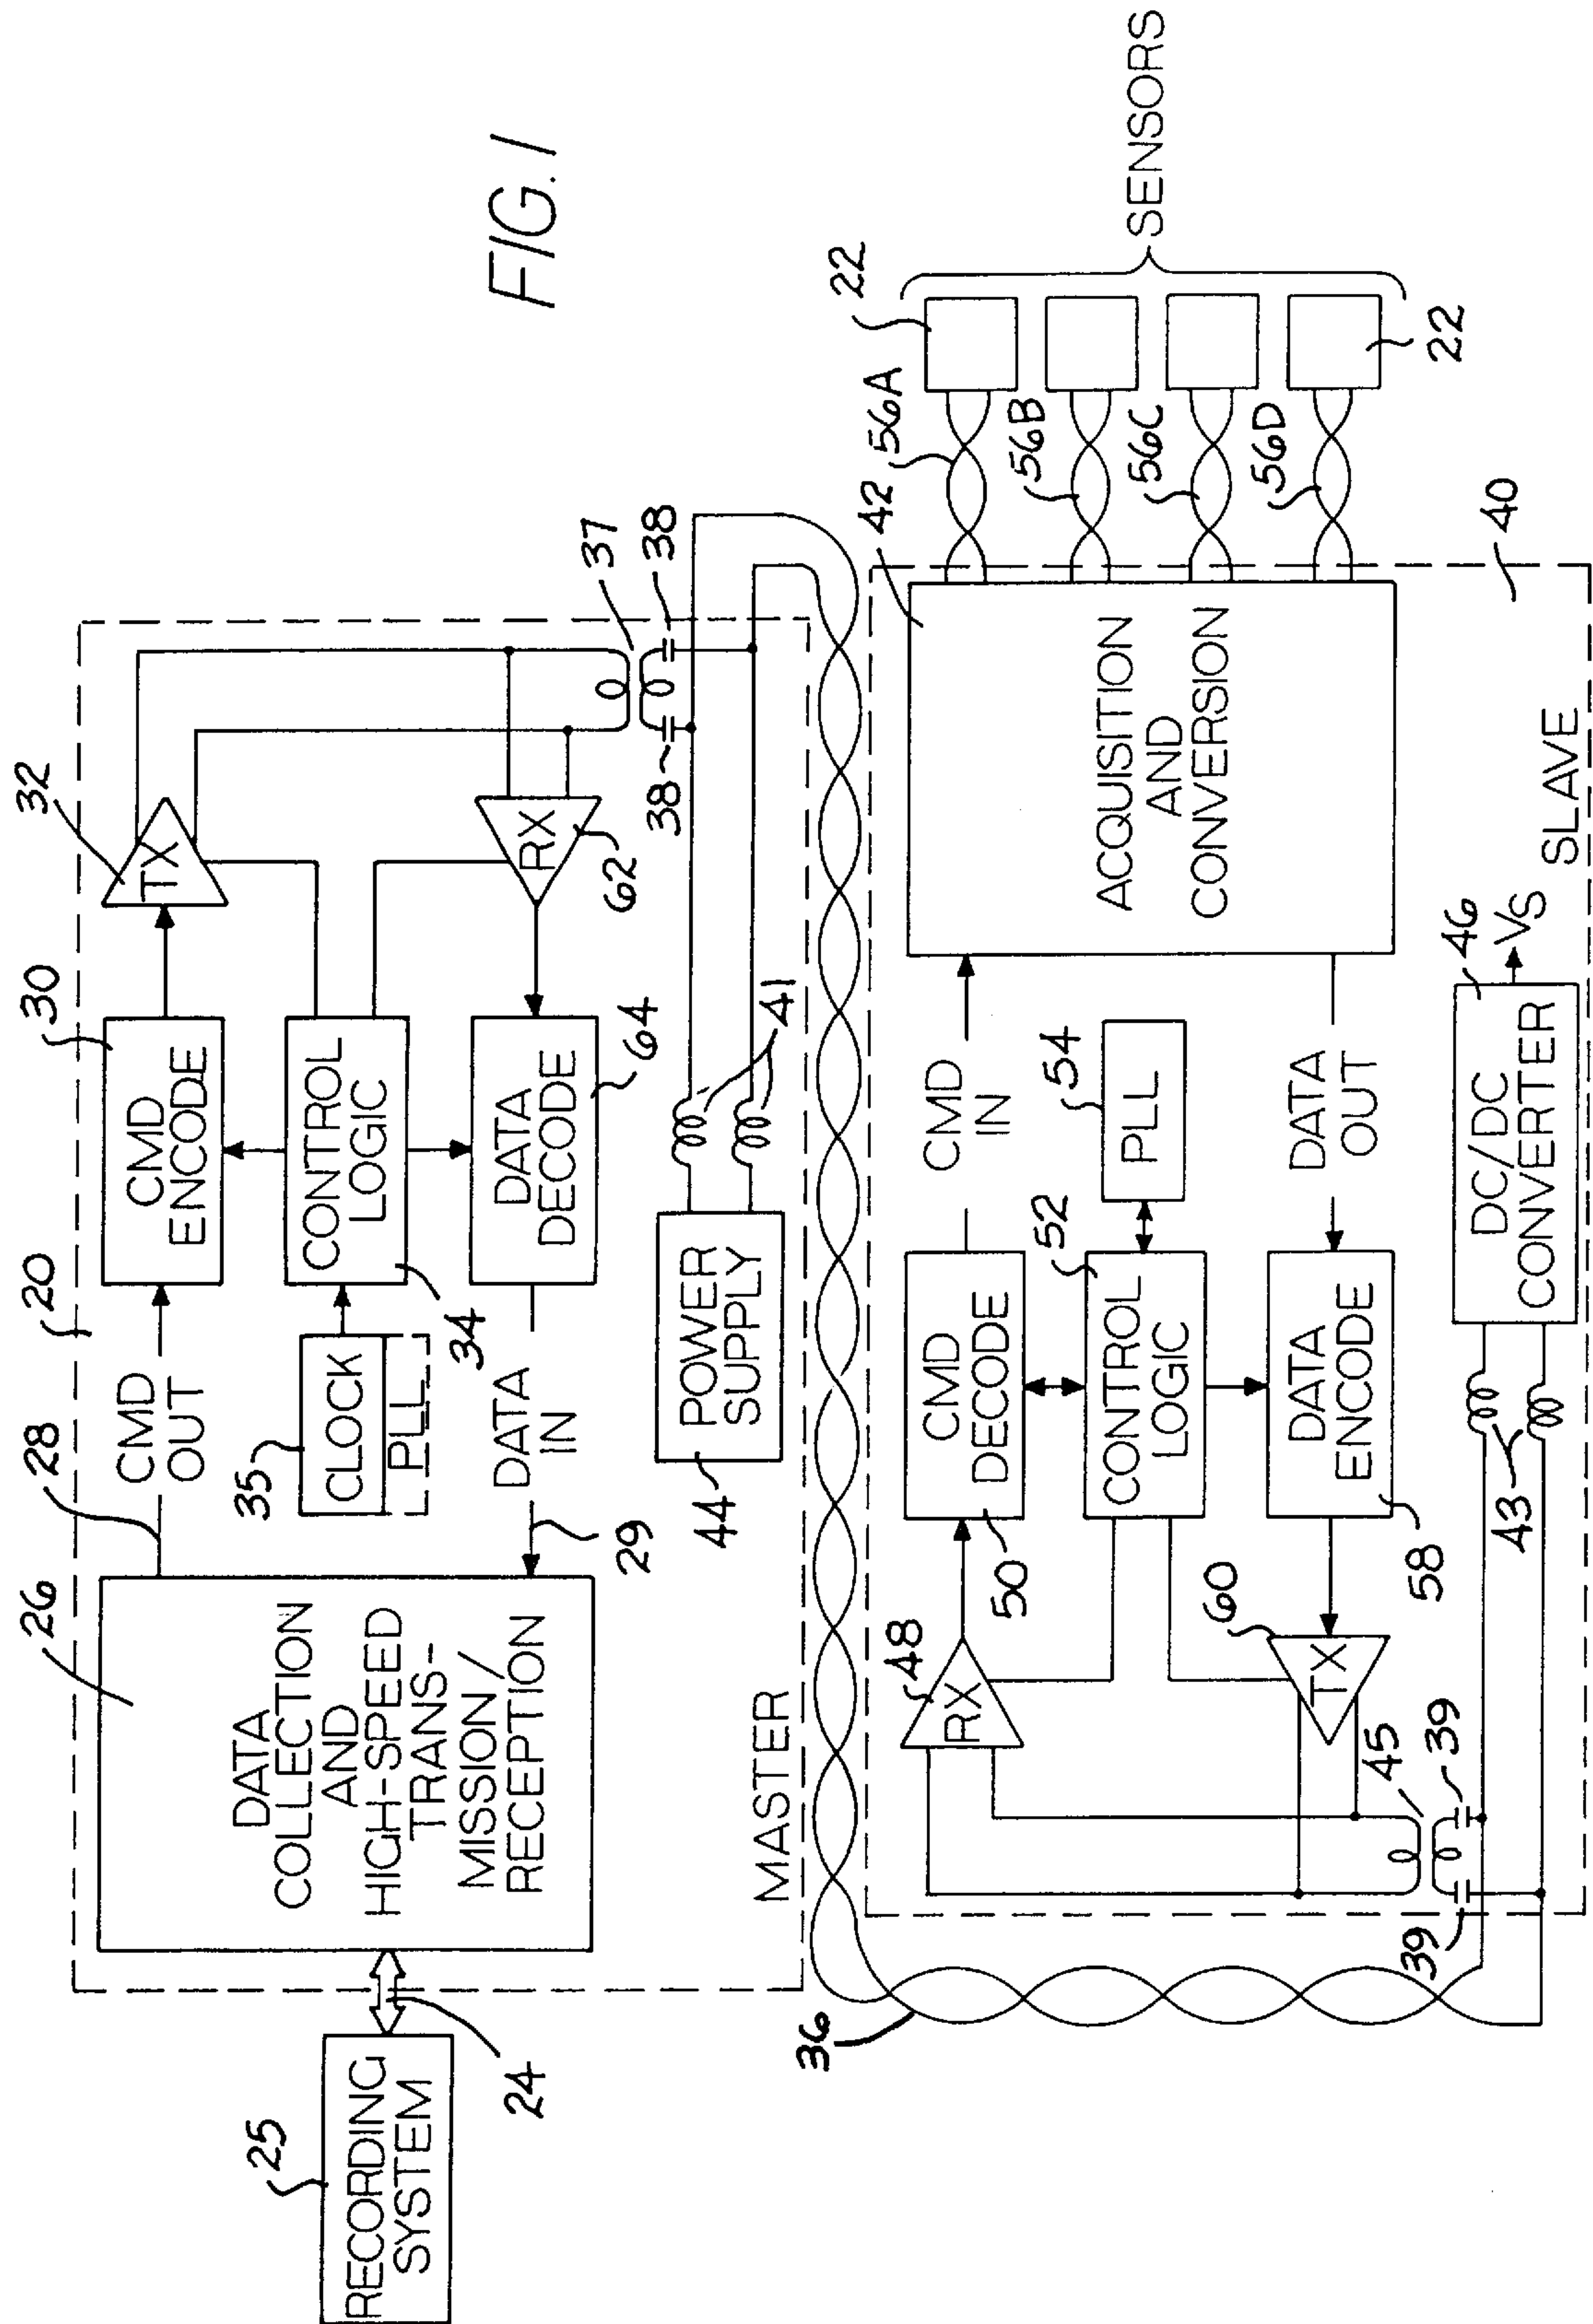 FIG. 1
20
26
DATA
COLLECTION
AND
HIGH-SPEED
TRANS-
MISSION/
RECEPTION
25
RECORDING
SYSTEM
24
28
CMD
OUT
30
CMD
ENCODE
32
TX
35
CLOCK
PLL
34
CONTROL
LOGIC
DATA
IN
29
64
DATA
DECODE
RX
62
37
38
38
44
POWER
SUPPLY
41
MASTER
36
48
RX
50
CMD
DECODE
CMD
IN
42
ACQUISITION
AND
CONVERSION
52
CONTROL
LOGIC
54
PLL
60
TX
58
DATA
ENCODE
DATA
OUT
45
39
39
43
46
DC/DC
CONVERTER
VS
SLAVE
40
56A
56B
56C
56D
22
22
SENSORS